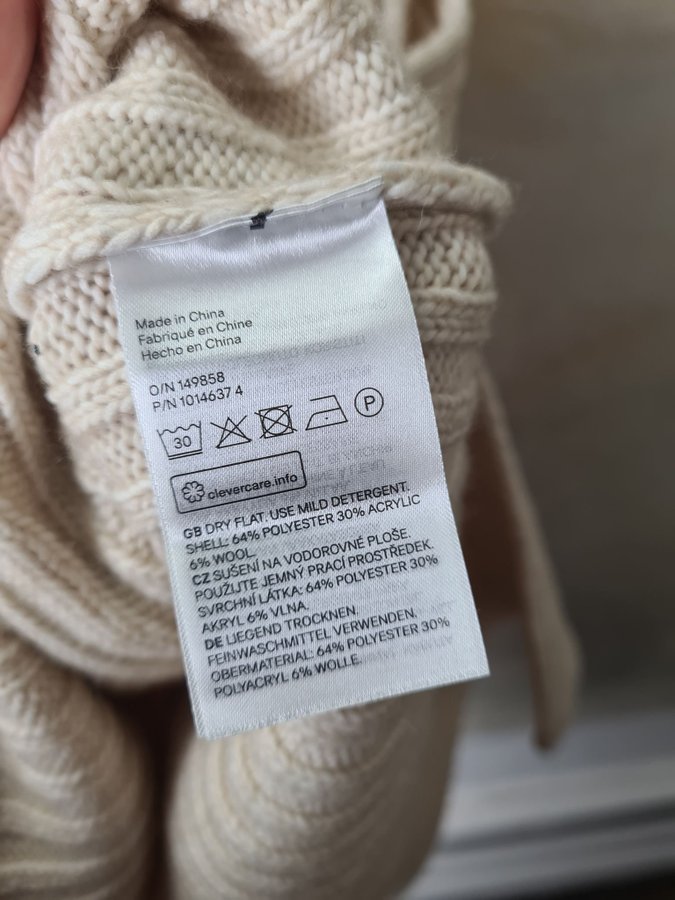 Made in China
Fabriqué en Chine
Hecho en China
O/N 149858
P/N 1014637 4
30
P
clevercare.info
GB DRY FLAT. USE MILD DETERGENT.
SHELL: 64% POLYESTER 30% ACRYLIC
6% WOOL.
CZ SUŠENÍ NA VODOROVNÉ PLOŠE.
POUŽIJTE JEMNÝ PRACÍ PROSTŘEDEK.
SVRCHNÍ LÁTKA: 64% POLYESTER 30%
AKRYL 6% VLNA.
DE LIEGEND TROCKNEN.
FEINWASCHMITTEL VERWENDEN.
OBERMATERIAL: 64% POLYESTER 30%
POLYACRYL 6% WOLLE.